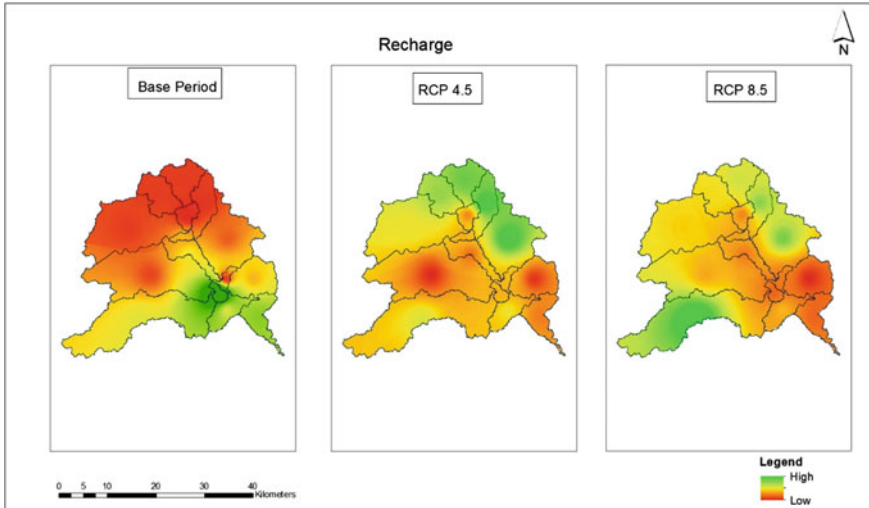 Recharge
N
Base Period
RCP 4.5
RCP 8.5
0 5 10 20 30 40
Kilometers
Legend
High
Low